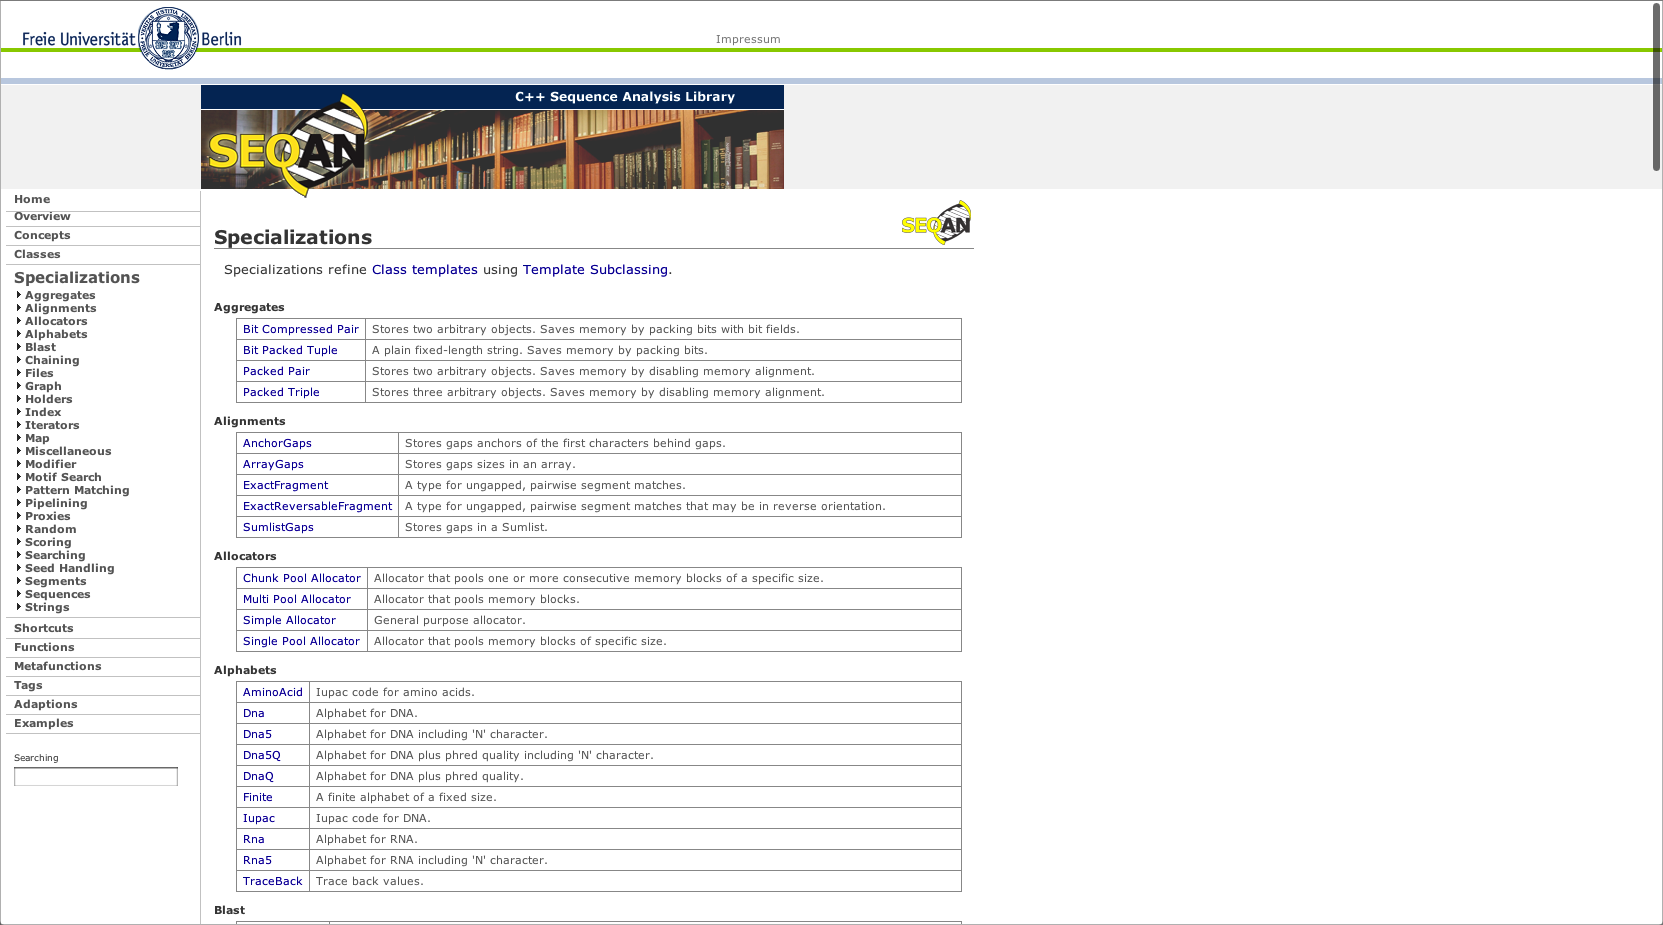 Freie Universität Berlin
Impressum
C++ Sequence Analysis Library
SEQAN
Home
Overview
Concepts
Classes
Specializations
Aggregates
Alignments
Allocators
Alphabets
Blast
Chaining
Files
Graph
Holders
Index
Iterators
Map
Miscellaneous
Modifier
Motif Search
Pattern Matching
Pipelining
Proxies
Random
Scoring
Searching
Seed Handling
Segments
Sequences
Strings
Shortcuts
Functions
Metafunctions
Tags
Adaptions
Examples
Searching
SEQAN
Specializations
Specializations refine Class templates using Template Subclassing.
Aggregates
Bit Compressed Pair Stores two arbitrary objects. Saves memory by packing bits with bit fields.
Bit Packed Tuple A plain fixed-length string. Saves memory by packing bits.
Packed Pair Stores two arbitrary objects. Saves memory by disabling memory alignment.
Packed Triple Stores three arbitrary objects. Saves memory by disabling memory alignment.
Alignments
AnchorGaps Stores gaps anchors of the first characters behind gaps.
ArrayGaps Stores gaps sizes in an array.
ExactFragment A type for ungapped, pairwise segment matches.
ExactReversableFragment A type for ungapped, pairwise segment matches that may be in reverse orientation.
SumlistGaps Stores gaps in a Sumlist.
Allocators
Chunk Pool Allocator Allocator that pools one or more consecutive memory blocks of a specific size.
Multi Pool Allocator Allocator that pools memory blocks.
Simple Allocator General purpose allocator.
Single Pool Allocator Allocator that pools memory blocks of specific size.
Alphabets
AminoAcid Iupac code for amino acids.
Dna Alphabet for DNA.
Dna5 Alphabet for DNA including 'N' character.
Dna5Q Alphabet for DNA plus phred quality including 'N' character.
DnaQ Alphabet for DNA plus phred quality.
Finite A finite alphabet of a fixed size.
Iupac Iupac code for DNA.
Rna Alphabet for RNA.
Rna5 Alphabet for RNA including 'N' character.
TraceBack Trace back values.
Blast